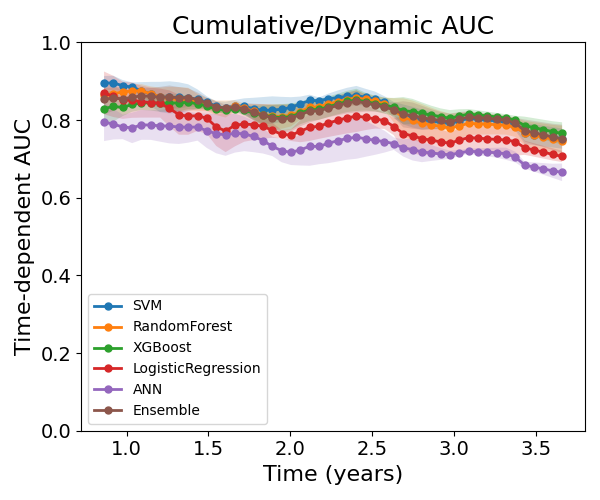 Cumulative/Dynamic AUC
Time-dependent AUC
1.0
0.8
0.6
0.4
0.2
0.0
SVM
RandomForest
XGBoost
LogisticRegression
ANN
Ensemble
1.0 1.5 2.0 2.5 3.0 3.5
Time (years)